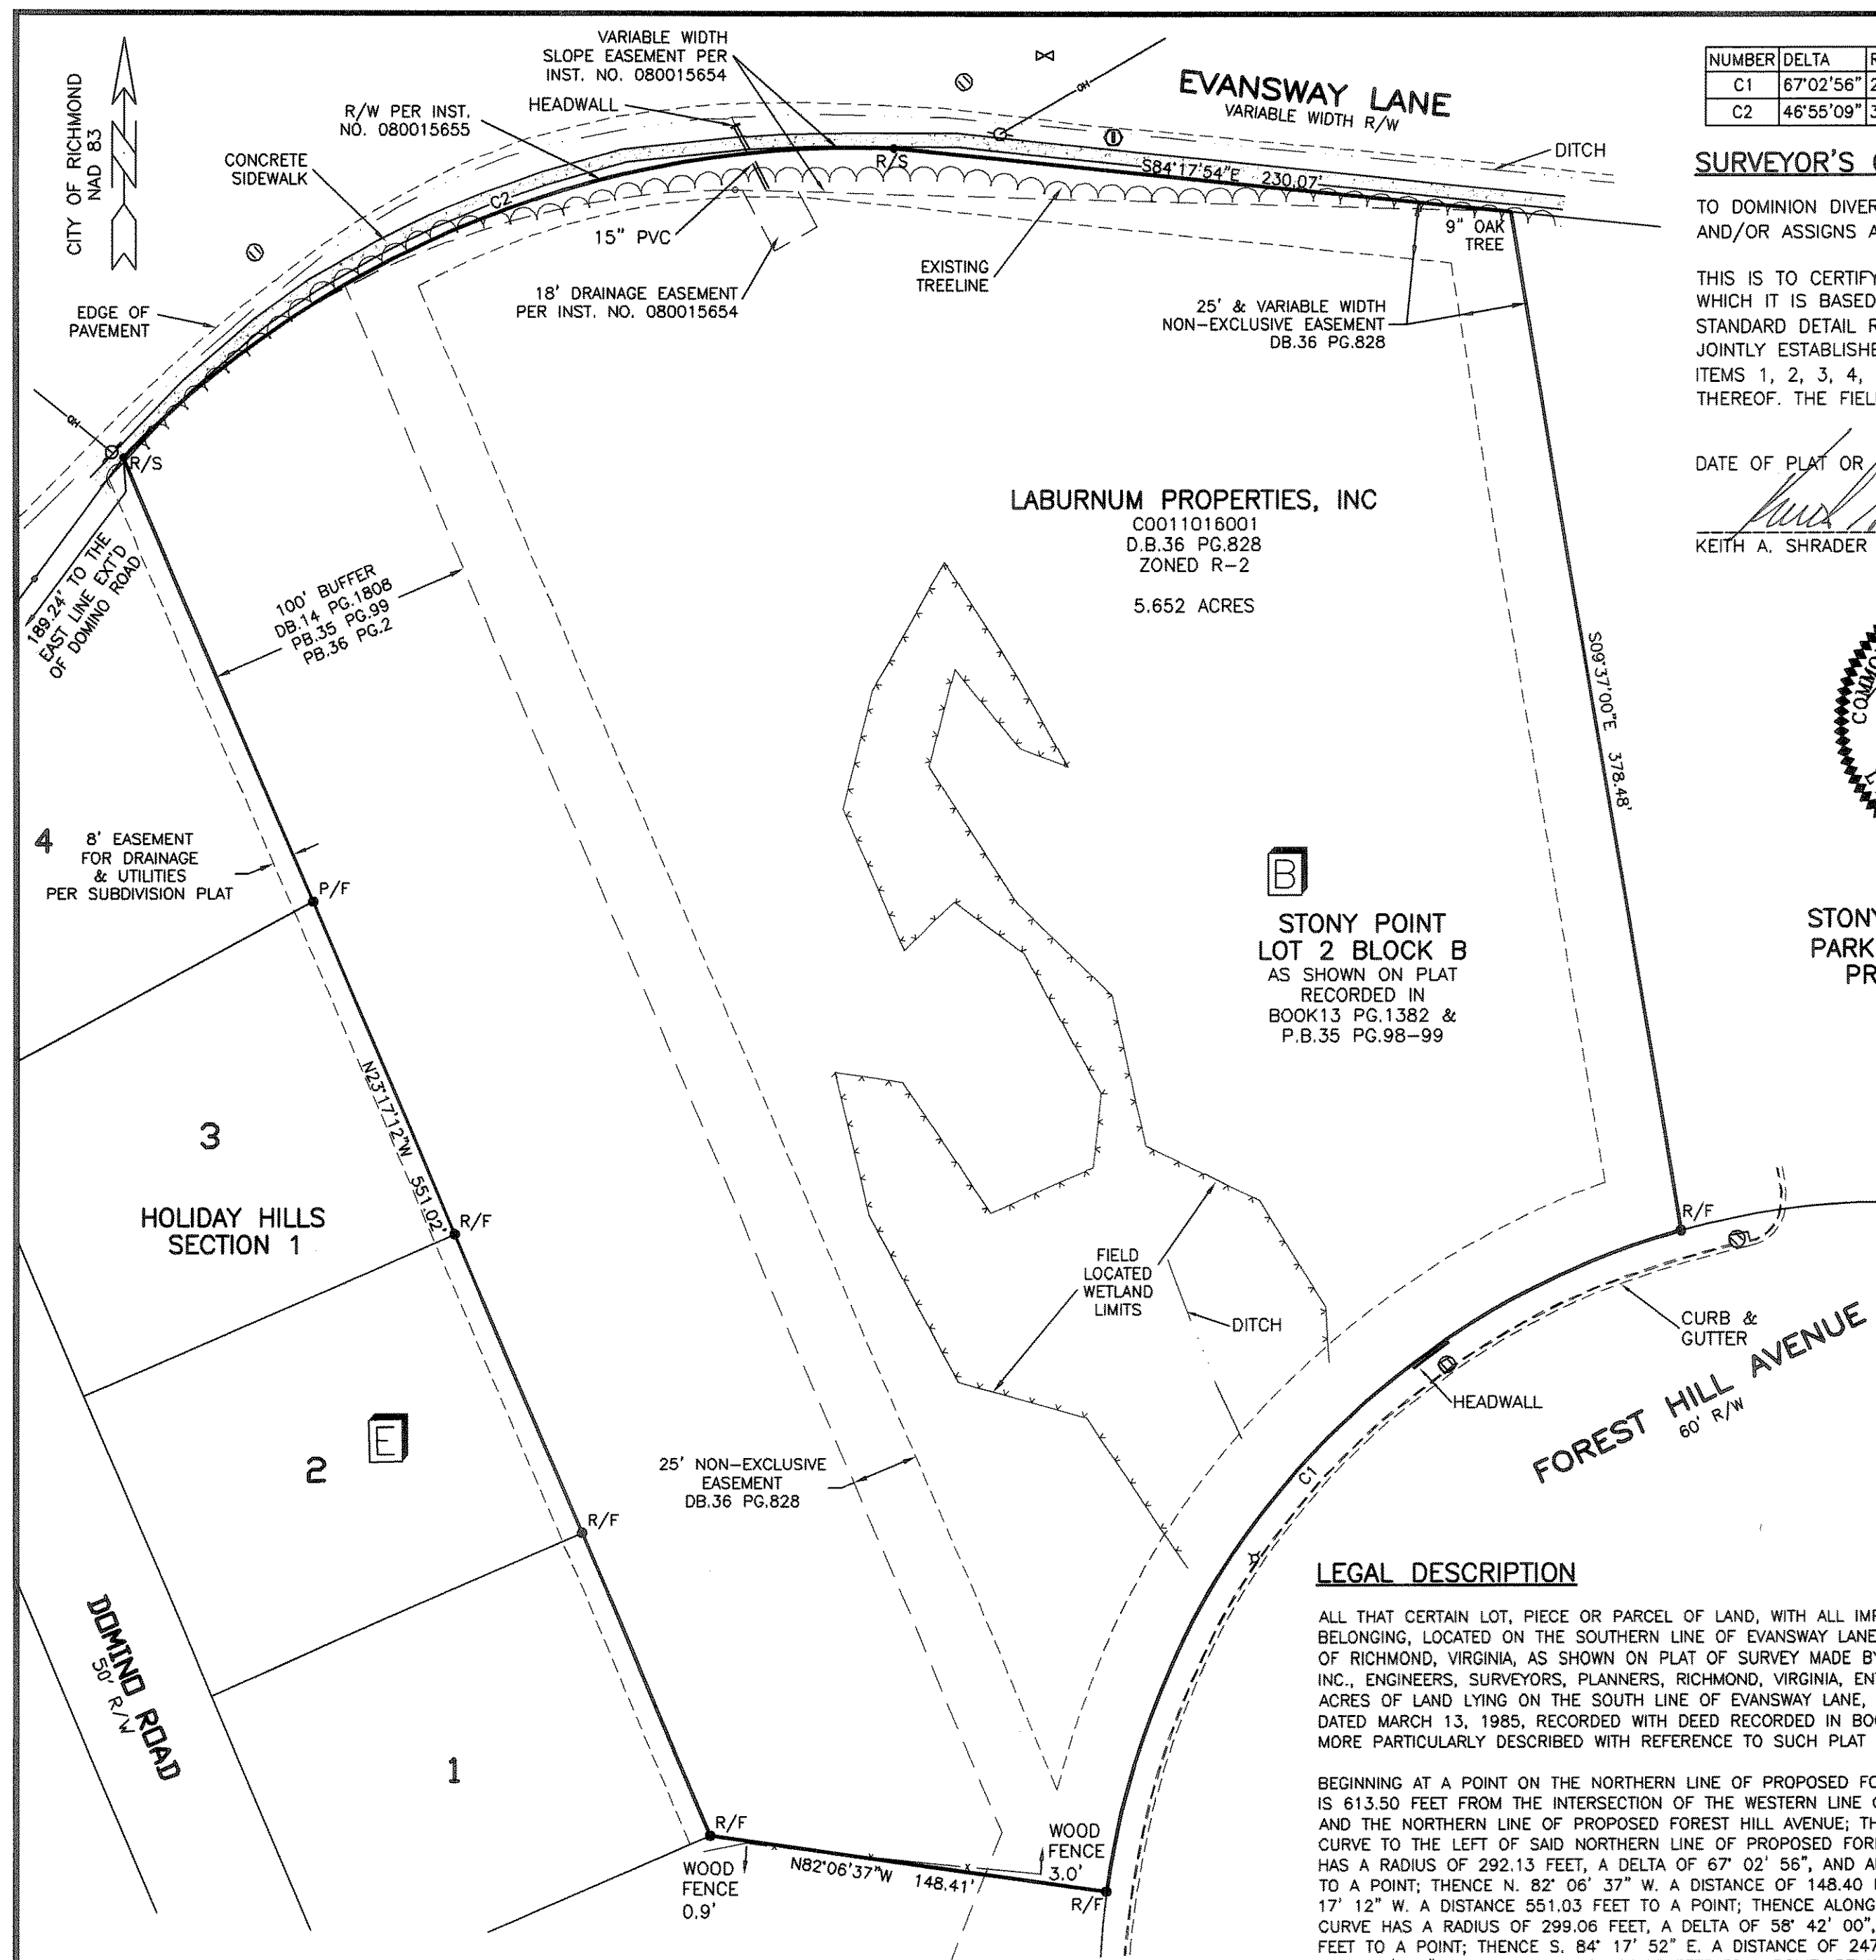 CITY OF RICHMOND
NAD 83
VARIABLE WIDTH
SLOPE EASEMENT PER
INST. NO. 080015654
HEADWALL
R/W PER INST.
NO. 080015655
CONCRETE
SIDEWALK
EVANSWAY LANE
VARIABLE WIDTH R/W
OH
DITCH
R/S
S84°17'54"E 230.07'
C2
15" PVC
18' DRAINAGE EASEMENT
PER INST. NO. 080015654
EXISTING
TREELINE
9" OAK
TREE
25' & VARIABLE WIDTH
NON-EXCLUSIVE EASEMENT
DB.36 PG.828
EDGE OF
PAVEMENT
OH
R/S
189.24' TO THE
EAST LINE EXT'D
OF DOMINO ROAD
100' BUFFER
DB.14 PG.1808
PB.35 PG.99
PB.36 PG.2
LABURNUM PROPERTIES, INC
C0011016001
D.B.36 PG.828
ZONED R-2
5.652 ACRES
S09°37'00"E 378.48'
4
8' EASEMENT
FOR DRAINAGE
& UTILITIES
PER SUBDIVISION PLAT
P/F
B
STONY POINT
LOT 2 BLOCK B
AS SHOWN ON PLAT
RECORDED IN
BOOK13 PG.1382 &
P.B.35 PG.98-99
N23°17'12"W 551.02'
3
HOLIDAY HILLS
SECTION 1
R/F
R/F
FIELD
LOCATED
WETLAND
LIMITS
DITCH
CURB &
GUTTER
HEADWALL
FOREST HILL AVENUE
60' R/W
C1
2
E
25' NON-EXCLUSIVE
EASEMENT
DB.36 PG.828
R/F
DOMINO ROAD
50' R/W
1
R/F
WOOD
FENCE
0.9'
N82°06'37"W 148.41'
WOOD
FENCE
3.0'
R/F
NUMBER DELTA R
C1 67°02'56" 2
C2 46°55'09" 3
SURVEYOR'S C
TO DOMINION DIVER
AND/OR ASSIGNS A
THIS IS TO CERTIFY
WHICH IT IS BASED
STANDARD DETAIL R
JOINTLY ESTABLISHE
ITEMS 1, 2, 3, 4,
THEREOF. THE FIEL
DATE OF PLAT OR
KEITH A. SHRADER
COMMO
STONY
PARK
PR
LEGAL DESCRIPTION
ALL THAT CERTAIN LOT, PIECE OR PARCEL OF LAND, WITH ALL IMP
BELONGING, LOCATED ON THE SOUTHERN LINE OF EVANSWAY LANE
OF RICHMOND, VIRGINIA, AS SHOWN ON PLAT OF SURVEY MADE BY
INC., ENGINEERS, SURVEYORS, PLANNERS, RICHMOND, VIRGINIA, EN
ACRES OF LAND LYING ON THE SOUTH LINE OF EVANSWAY LANE,
DATED MARCH 13, 1985, RECORDED WITH DEED RECORDED IN BOO
MORE PARTICULARLY DESCRIBED WITH REFERENCE TO SUCH PLAT
BEGINNING AT A POINT ON THE NORTHERN LINE OF PROPOSED FO
IS 613.50 FEET FROM THE INTERSECTION OF THE WESTERN LINE O
AND THE NORTHERN LINE OF PROPOSED FOREST HILL AVENUE; TH
CURVE TO THE LEFT OF SAID NORTHERN LINE OF PROPOSED FORE
HAS A RADIUS OF 292.13 FEET, A DELTA OF 67° 02' 56", AND A
TO A POINT; THENCE N. 82° 06' 37" W. A DISTANCE OF 148.40
17' 12" W. A DISTANCE 551.03 FEET TO A POINT; THENCE ALONG
CURVE HAS A RADIUS OF 299.06 FEET, A DELTA OF 58° 42' 00",
FEET TO A POINT; THENCE S. 84° 17' 52" E. A DISTANCE OF 247